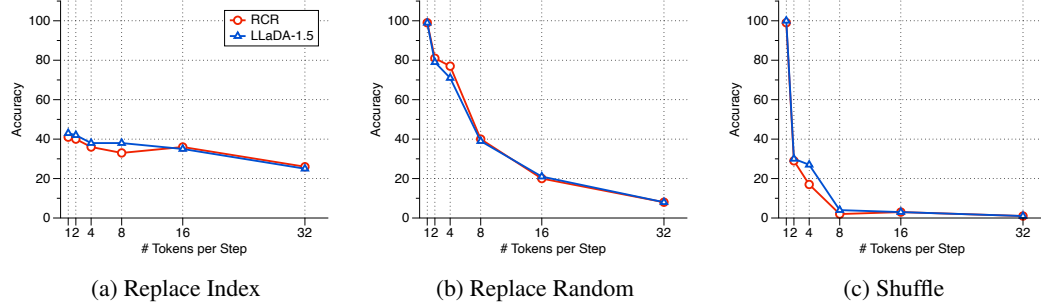 100
80
60
40
20
0
Accuracy
RCR
LLaDA-1.5
1 2 4 8 16 32
# Tokens per Step
(a) Replace Index
100
80
60
40
20
0
Accuracy
1 2 4 8 16 32
# Tokens per Step
(b) Replace Random
100
80
60
40
20
0
Accuracy
1 2 4 8 16 32
# Tokens per Step
(c) Shuffle